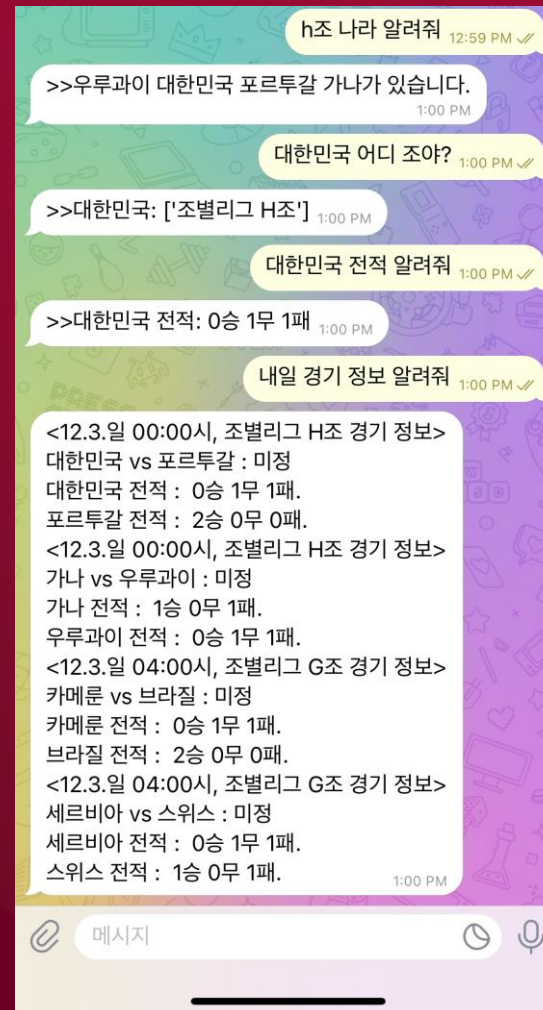 h조 나라 알려줘 12:59 PM
>>우루과이 대한민국 포르투갈 가나가 있습니다.
1:00 PM
대한민국 어디 조야? 1:00 PM
>>대한민국: ['조별리그 H조'] 1:00 PM
대한민국 전적 알려줘 1:00 PM
>>대한민국 전적: 0승 1무 1패 1:00 PM
내일 경기 정보 알려줘 1:00 PM
<12.3.일 00:00시, 조별리그 H조 경기 정보>
대한민국 vs 포르투갈 : 미정
대한민국 전적 : 0승 1무 1패.
포르투갈 전적 : 2승 0무 0패.
<12.3.일 00:00시, 조별리그 H조 경기 정보>
가나 vs 우루과이 : 미정
가나 전적 : 1승 0무 1패.
우루과이 전적 : 0승 1무 1패.
<12.3.일 04:00시, 조별리그 G조 경기 정보>
카메룬 vs 브라질 : 미정
카메룬 전적 : 0승 1무 1패.
브라질 전적 : 2승 0무 0패.
<12.3.일 04:00시, 조별리그 G조 경기 정보>
세르비아 vs 스위스 : 미정
세르비아 전적 : 0승 1무 1패.
스위스 전적 : 1승 0무 1패. 1:00 PM
메시지